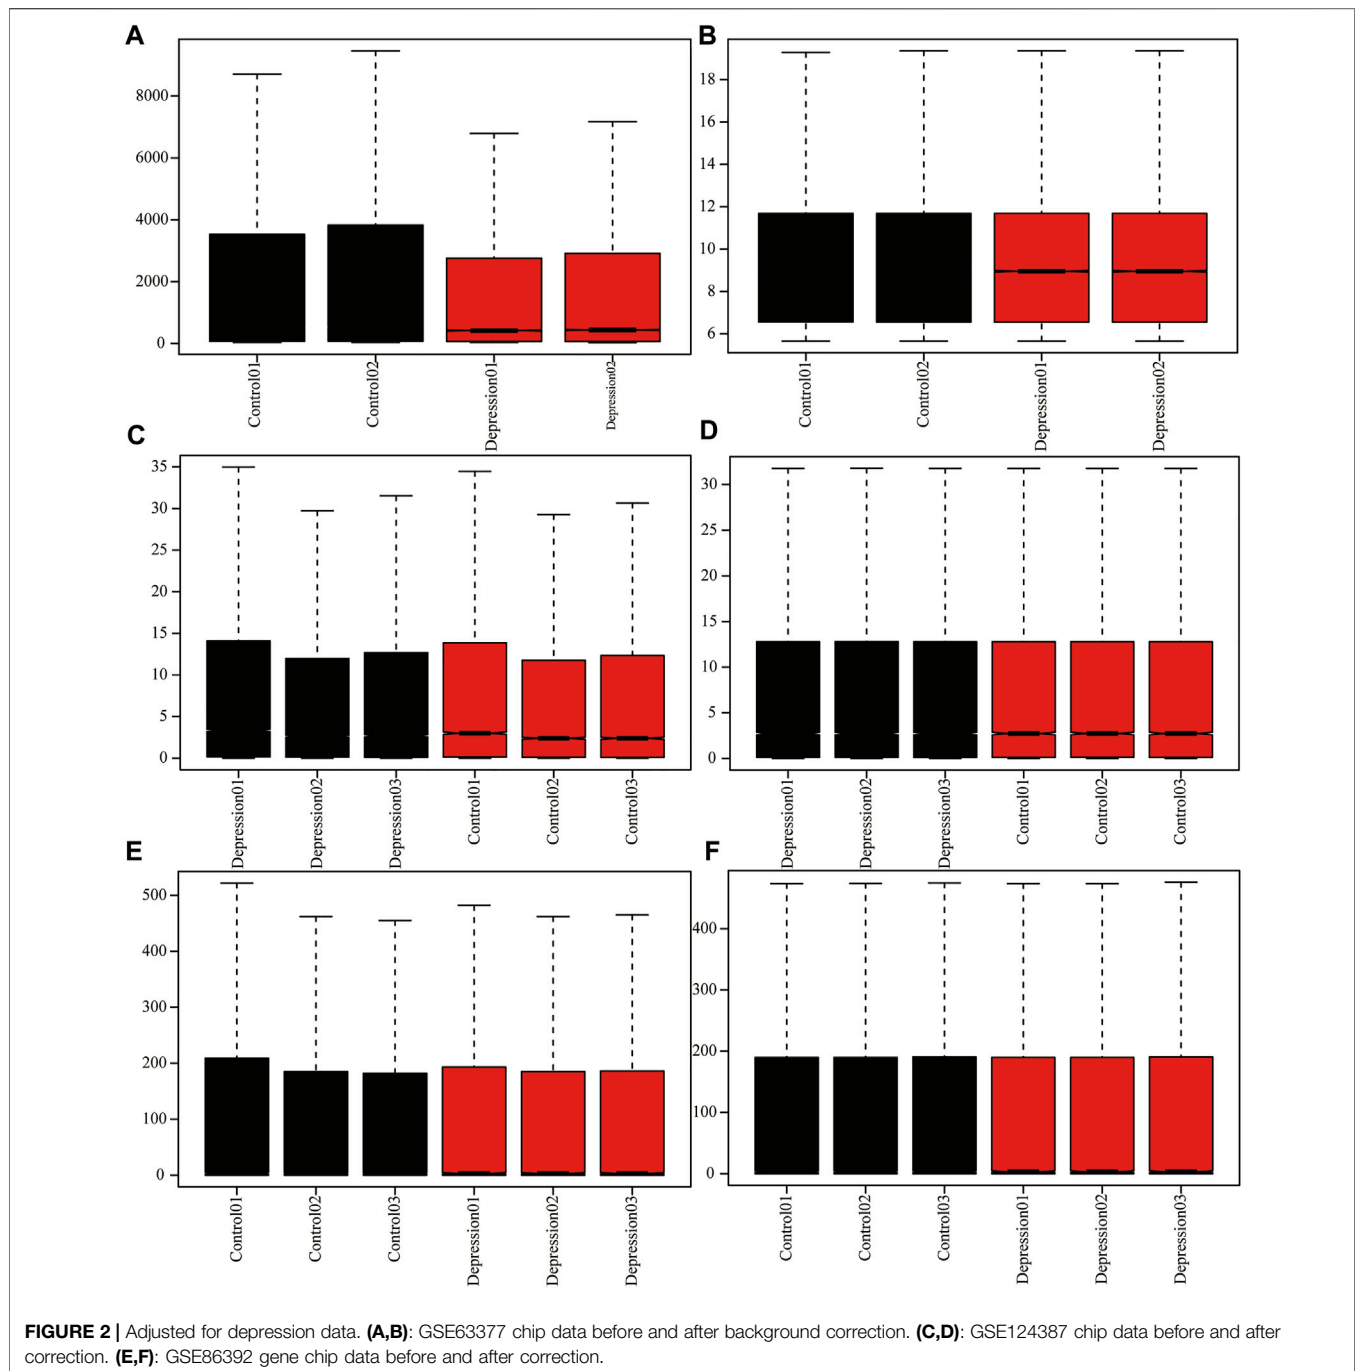 A
8000
6000
4000
2000
0
Control01
Control02
Depression01
Depression02
B
18
16
14
12
10
8
6
Control01
Control02
Depression01
Depression02
C
35
30
25
20
15
10
5
0
Depression01
Depression02
Depression03
Control01
Control02
Control03
D
30
25
20
15
10
5
0
Depression01
Depression02
Depression03
Control01
Control02
Control03
E
500
400
300
200
100
0
Control01
Control02
Control03
Depression01
Depression02
Depression03
F
400
300
200
100
0
Control01
Control02
Control03
Depression01
Depression02
Depression03
FIGURE 2 | Adjusted for depression data. (A,B): GSE63377 chip data before and after background correction. (C,D): GSE124387 chip data before and after
correction. (E,F): GSE86392 gene chip data before and after correction.